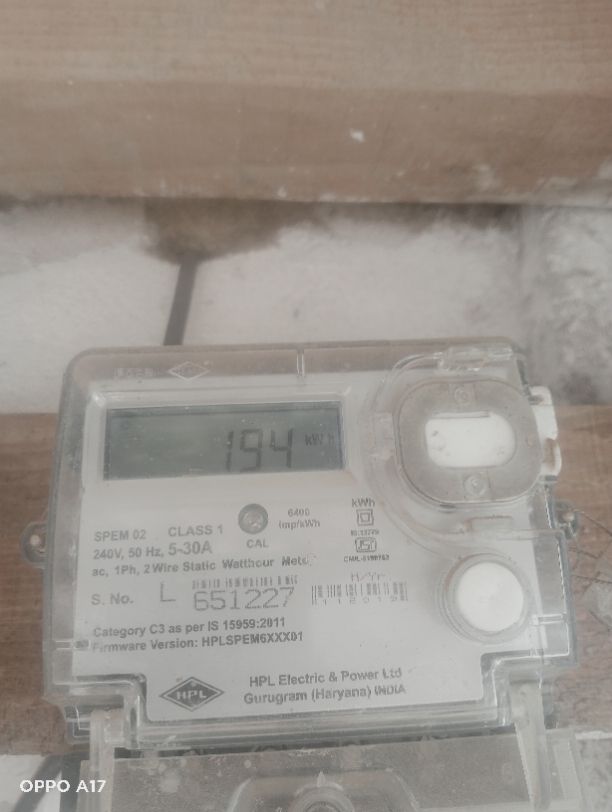 194 kWh
6400
imp/kWh
CAL
kWh
SPEM 02 CLASS 1
240V, 50 Hz, 5-30A
ac, 1Ph, 2 Wire Static Watthour Meter
S. No. L 651227
M/Yr
Category C3 as per IS 15959:2011
Firmware Version: HPLSPEM6XXX01
HPL
HPL Electric & Power Ltd
Gurugram (Haryana) INDIA
OPPO A17